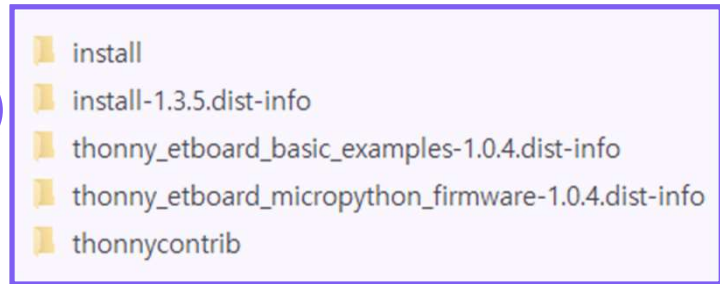 install
install-1.3.5.dist-info
thonny_etboard_basic_examples-1.0.4.dist-info
thonny_etboard_micropython_firmware-1.0.4.dist-info
thonnycontrib